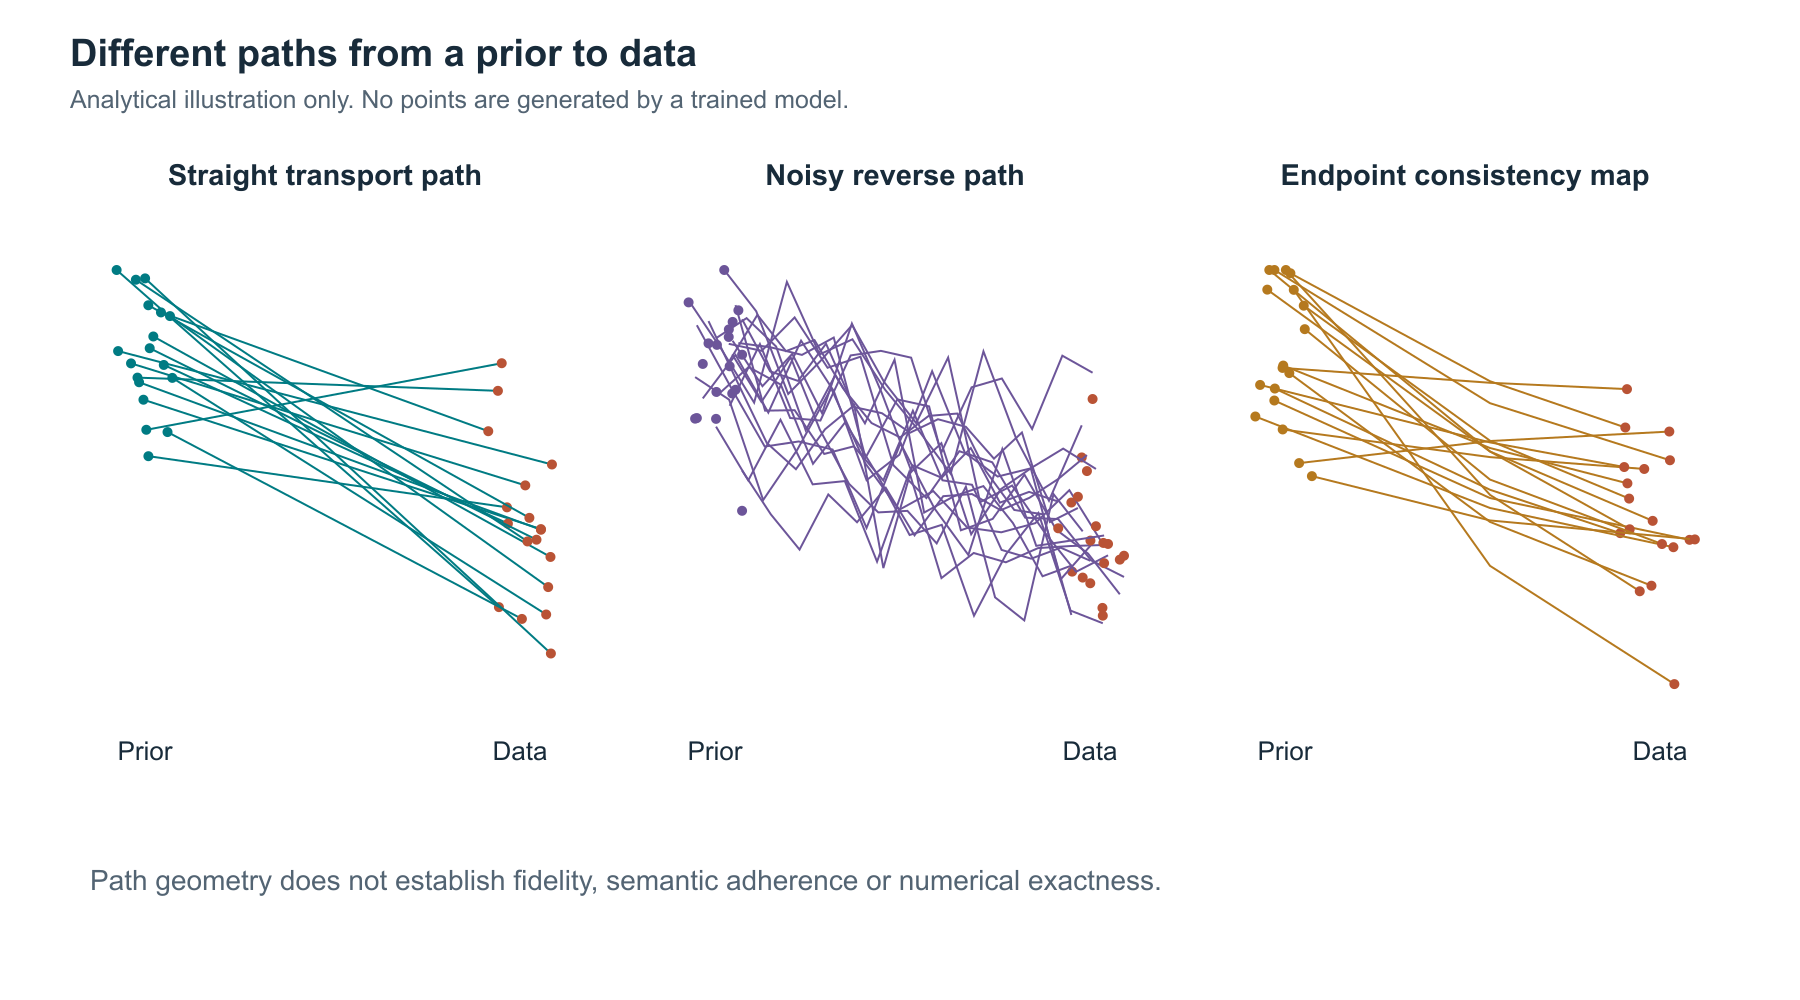 Different paths from a prior to data
Analytical illustration only. No points are generated by a trained model.
Straight transport path
Noisy reverse path
Endpoint consistency map
Prior
Data
Prior
Data
Prior
Data
Path geometry does not establish fidelity, semantic adherence or numerical exactness.